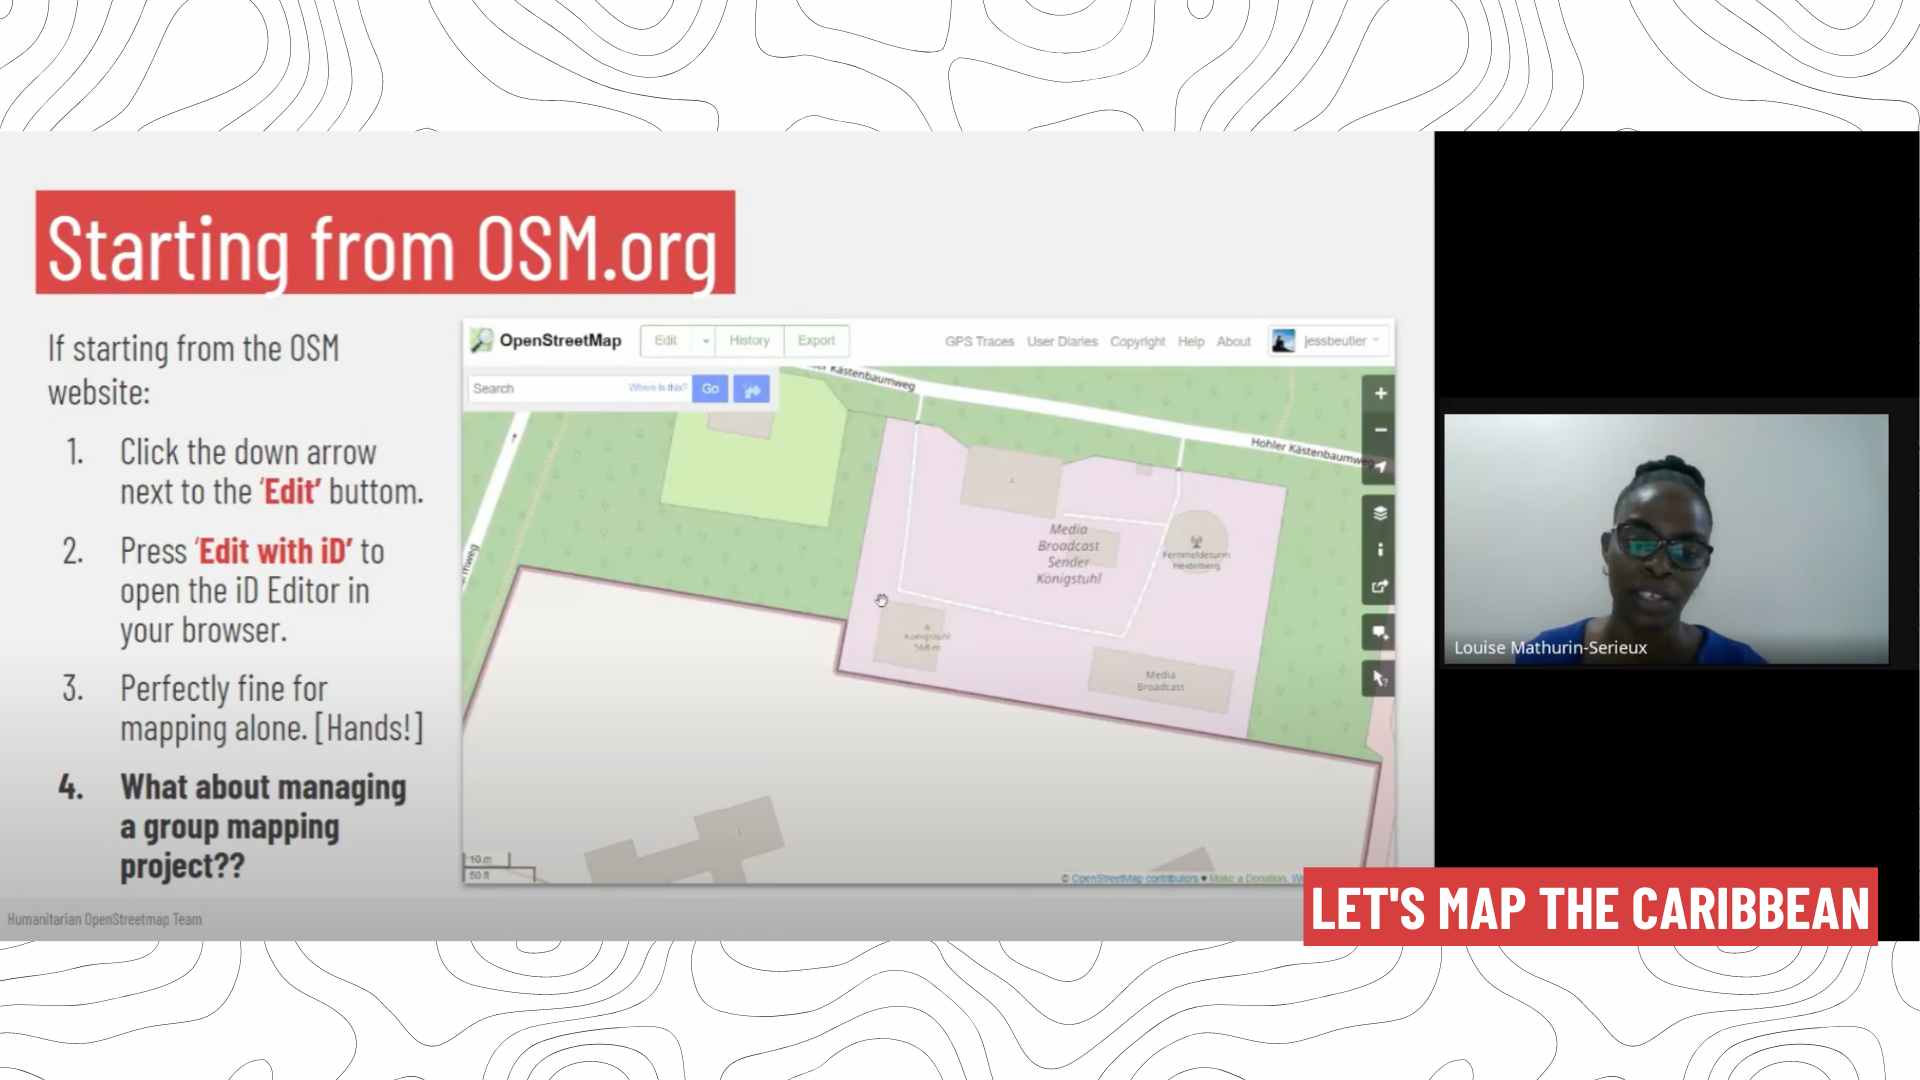 Starting from OSM.org
If starting from the OSM
website:
1. Click the down arrow
next to the 'Edit' buttom.
2. Press 'Edit with iD' to
open the iD Editor in
your browser.
3. Perfectly fine for
mapping alone. [Hands!]
4. What about managing
a group mapping
project??
Humanitarian OpenStreetmap Team
OpenStreetMap
Edit
History
Export
GPS Traces
User Diaries
Copyright
Help
About
jessbeutler
Search
Where is this?
Go
Kästenbaumweg
Hohler Kästenbaumweg
Media
Broadcast
Sender
Königstuhl
Fernmeldeturm
Heidelberg
Königstuhl
568 m
Media
Broadcast
10 m
50 ft
© OpenStreetMap contributors ♥ Make a Donation.
Louise Mathurin-Serieux
LET'S MAP THE CARIBBEAN